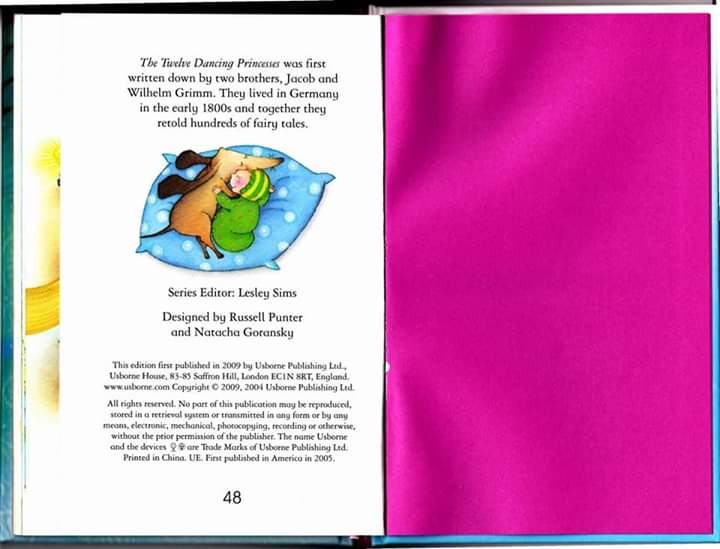 The Twelve Dancing Princesses was first
written down by two brothers, Jacob and
Wilhelm Grimm. They lived in Germany
in the early 1800s and together they
retold hundreds of fairy tales.
Series Editor: Lesley Sims
Designed by Russell Punter
and Natacha Goransky
This edition first published in 2009 by Usborne Publishing Ltd.,
Usborne House, 83-85 Saffron Hill, London EC1N 8RT, England.
www.usborne.com Copyright © 2009, 2004 Usborne Publishing Ltd.
All rights reserved. No part of this publication may be reproduced,
stored in a retrieval system or transmitted in any form or by any
means, electronic, mechanical, photocopying, recording or otherwise,
without the prior permission of the publisher. The name Usborne
and the devices are Trade Marks of Usborne Publishing Ltd.
Printed in China. UE. First published in America in 2005.
48